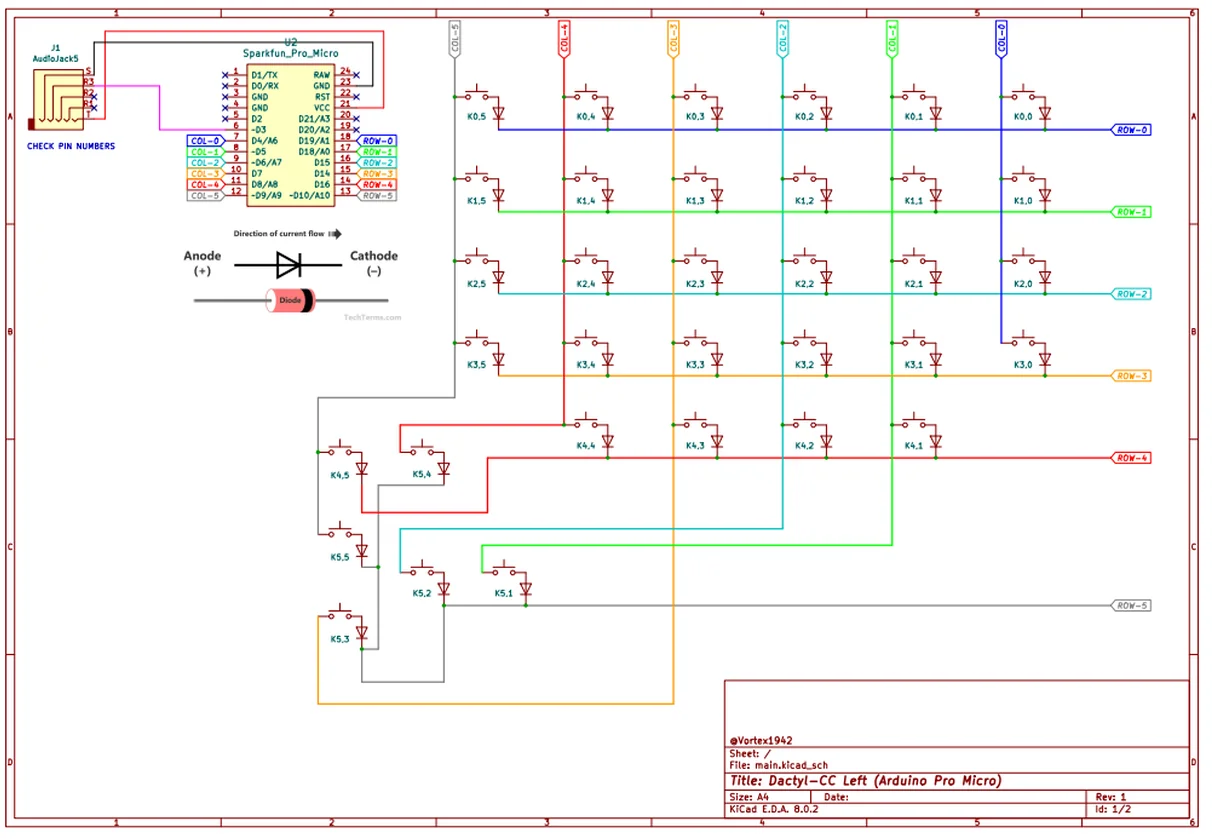 1 2 3 4 5 6
COL-5 COL-4 COL-3 COL-2 COL-1 COL-0
J1
AudioJack5
S
R3
R2
R1
T
CHECK PIN NUMBERS
U2
Sparkfun_Pro_Micro
1 D1/TX RAW 24
2 D0/RX GND 23
3 GND RST 22
4 GND VCC 21
5 D2 D21/A3 20
6 ~D3 D20/A2 19
COL-0 7 D4/A6 D19/A1 18 ROW-0
COL-1 8 ~D5 D18/A0 17 ROW-1
COL-2 9 ~D6/A7 D15 16 ROW-2
COL-3 10 D7 D14 15 ROW-3
COL-4 11 D8/A8 D16 14 ROW-4
COL-5 12 ~D9/A9 ~D10/A10 13 ROW-5
Direction of current flow
Anode
(+)
Cathode
(–)
Diode
TechTerms.com
A A
K0,5 K0,4 K0,3 K0,2 K0,1 K0,0
ROW-0
K1,5 K1,4 K1,3 K1,2 K1,1 K1,0
ROW-1
K2,5 K2,4 K2,3 K2,2 K2,1 K2,0
ROW-2
B B
K3,5 K3,4 K3,3 K3,2 K3,1 K3,0
ROW-3
K4,4 K4,3 K4,2 K4,1
ROW-4
K4,5 K5,4
C C
K5,5
K5,2 K5,1
ROW-5
K5,3
D D
@Vortex1942
Sheet: /
File: main.kicad_sch
Title: Dactyl-CC Left (Arduino Pro Micro)
Size: A4 Date: Rev: 1
KiCad E.D.A. 8.0.2 Id: 1/2
1 2 3 4 5 6